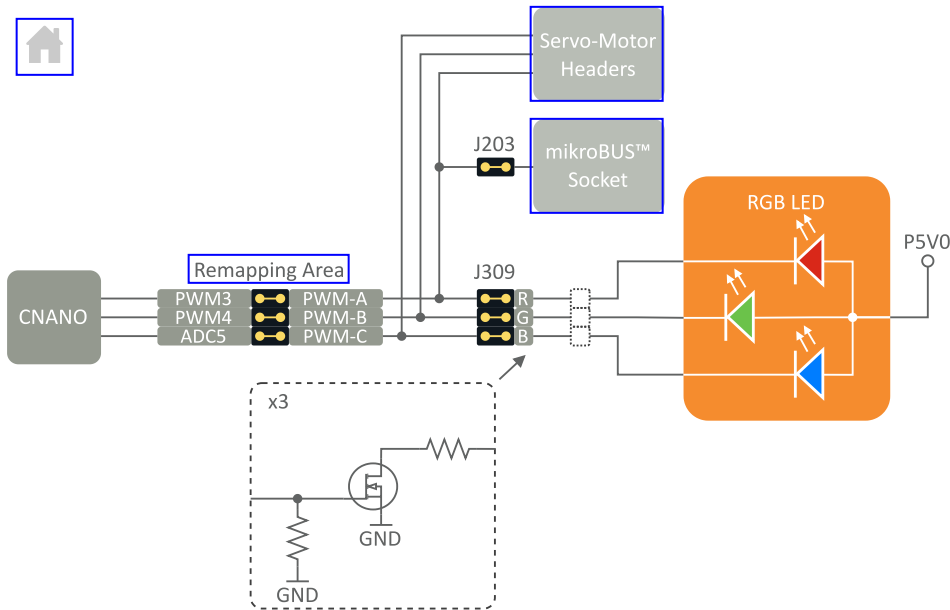 Servo-Motor
Headers
J203
mikroBUS™
Socket
RGB LED
P5V0
Remapping Area
J309
CNANO
PWM3 PWM-A R
PWM4 PWM-B G
ADC5 PWM-C B
x3
GND
GND